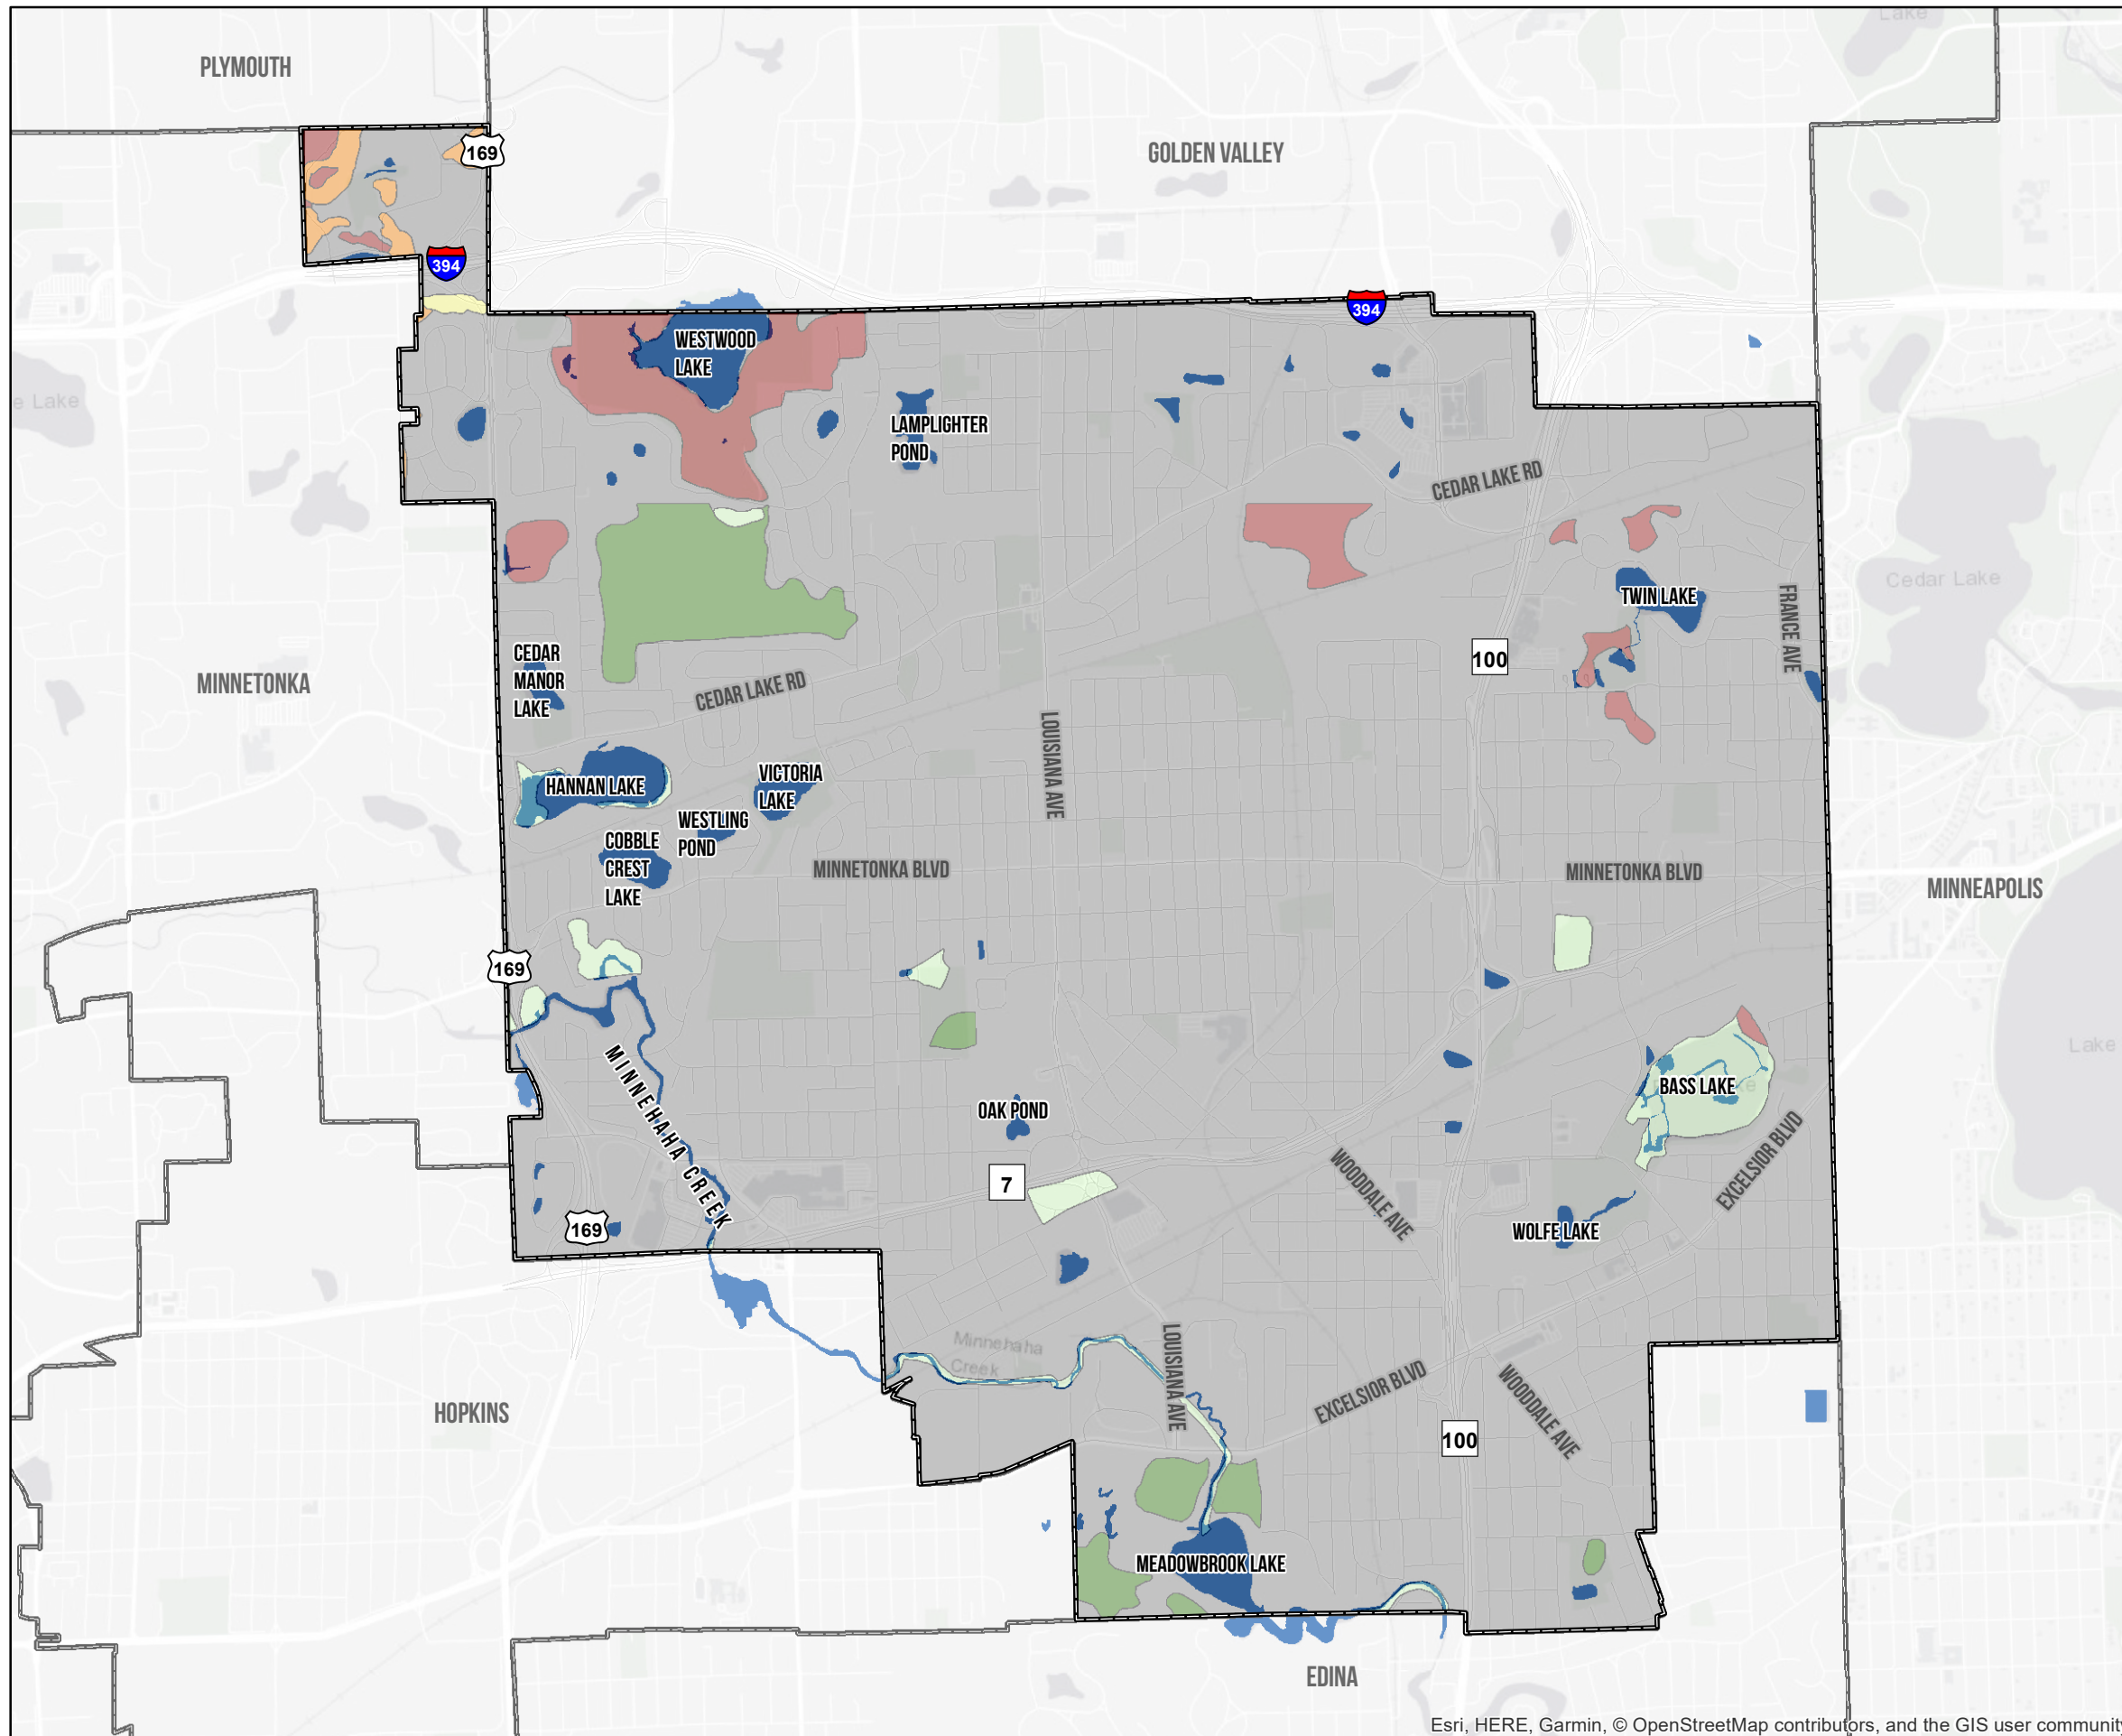 Lake
PLYMOUTH
169
GOLDEN VALLEY
394
394
WESTWOOD
LAKE
e Lake
LAMPLIGHTER
POND
CEDAR LAKE RD
Cedar Lake
TWIN LAKE
FRANCE AVE
CEDAR
MANOR
LAKE
100
MINNETONKA
CEDAR LAKE RD
LOUISIANA AVE
HANNAN LAKE
VICTORIA
LAKE
WESTLING
POND
COBBLE
CREST
LAKE
MINNETONKA BLVD
MINNETONKA BLVD
MINNEAPOLIS
169
Lake
MINNEHAHA CREEK
BASS LAKE
OAK POND
EXCELSIOR BLVD
7
WOODDALE AVE
169
WOLFE LAKE
Minnehaha
Creek
LOUISIANA AVE
EXCELSIOR BLVD
WOODDALE AVE
HOPKINS
100
MEADOWBROOK LAKE
EDINA
Esri, HERE, Garmin, © OpenStreetMap contributors, and the GIS user communit